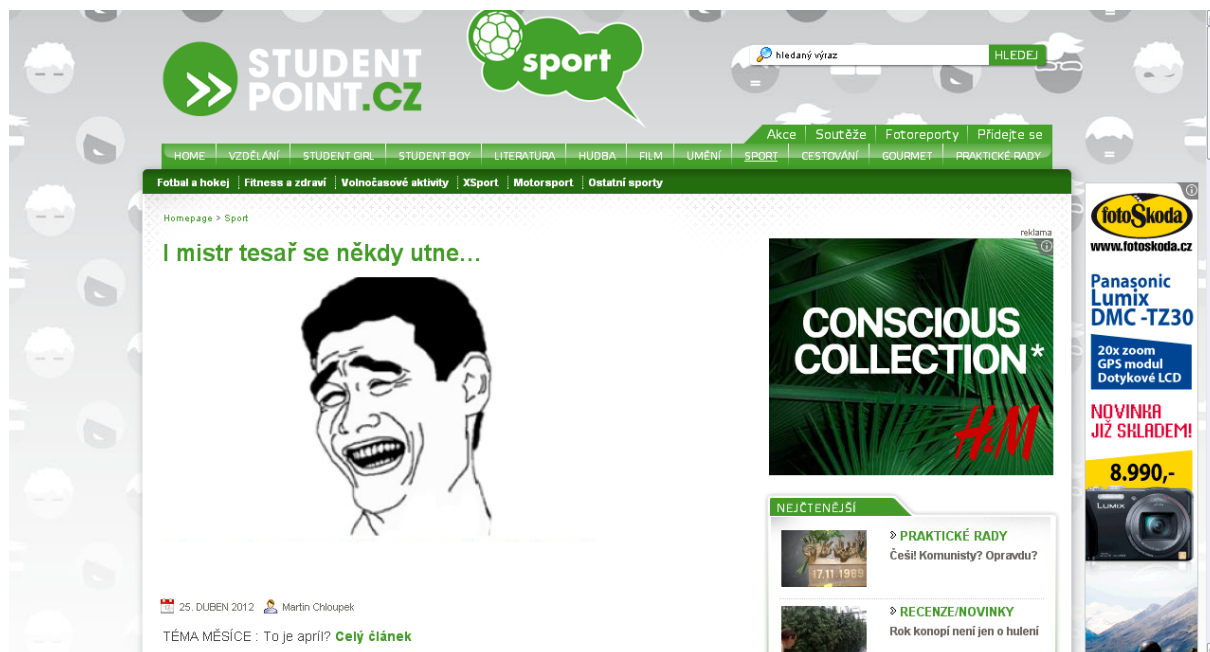 STUDENT
POINT.CZ
sport
hledaný výraz
HLEDEJ
Akce
Soutěže
Fotoreporty
Přidejte se
HOME
VZDĚLÁNÍ
STUDENT GIRL
STUDENT BOY
LITERATURA
HUDBA
FILM
UMĚNÍ
SPORT
CESTOVÁNÍ
GOURMET
PRAKTICKÉ RADY
Fotbal a hokej
Fitness a zdraví
Volnočasové aktivity
XSport
Motorsport
Ostatní sporty
Homepage > Sport
I mistr tesař se někdy utne...
25. DUBEN 2012
Martin Chloupek
TÉMA MĚSÍCE : To je apríl? Celý článek
reklama
CONSCIOUS
COLLECTION*
H&M
NEJČTENĚJŠÍ
17.11.1989
» PRAKTICKÉ RADY
Češi! Komunisty? Opravdu?
» RECENZE/NOVINKY
Rok konopí není jen o hulení
fotoŠkoda
www.fotoskoda.cz
Panasonic
Lumix
DMC -TZ30
20x zoom
GPS modul
Dotykové LCD
NOVINKA
JIŽ SKLADEM!
8.990,-
LUMIX